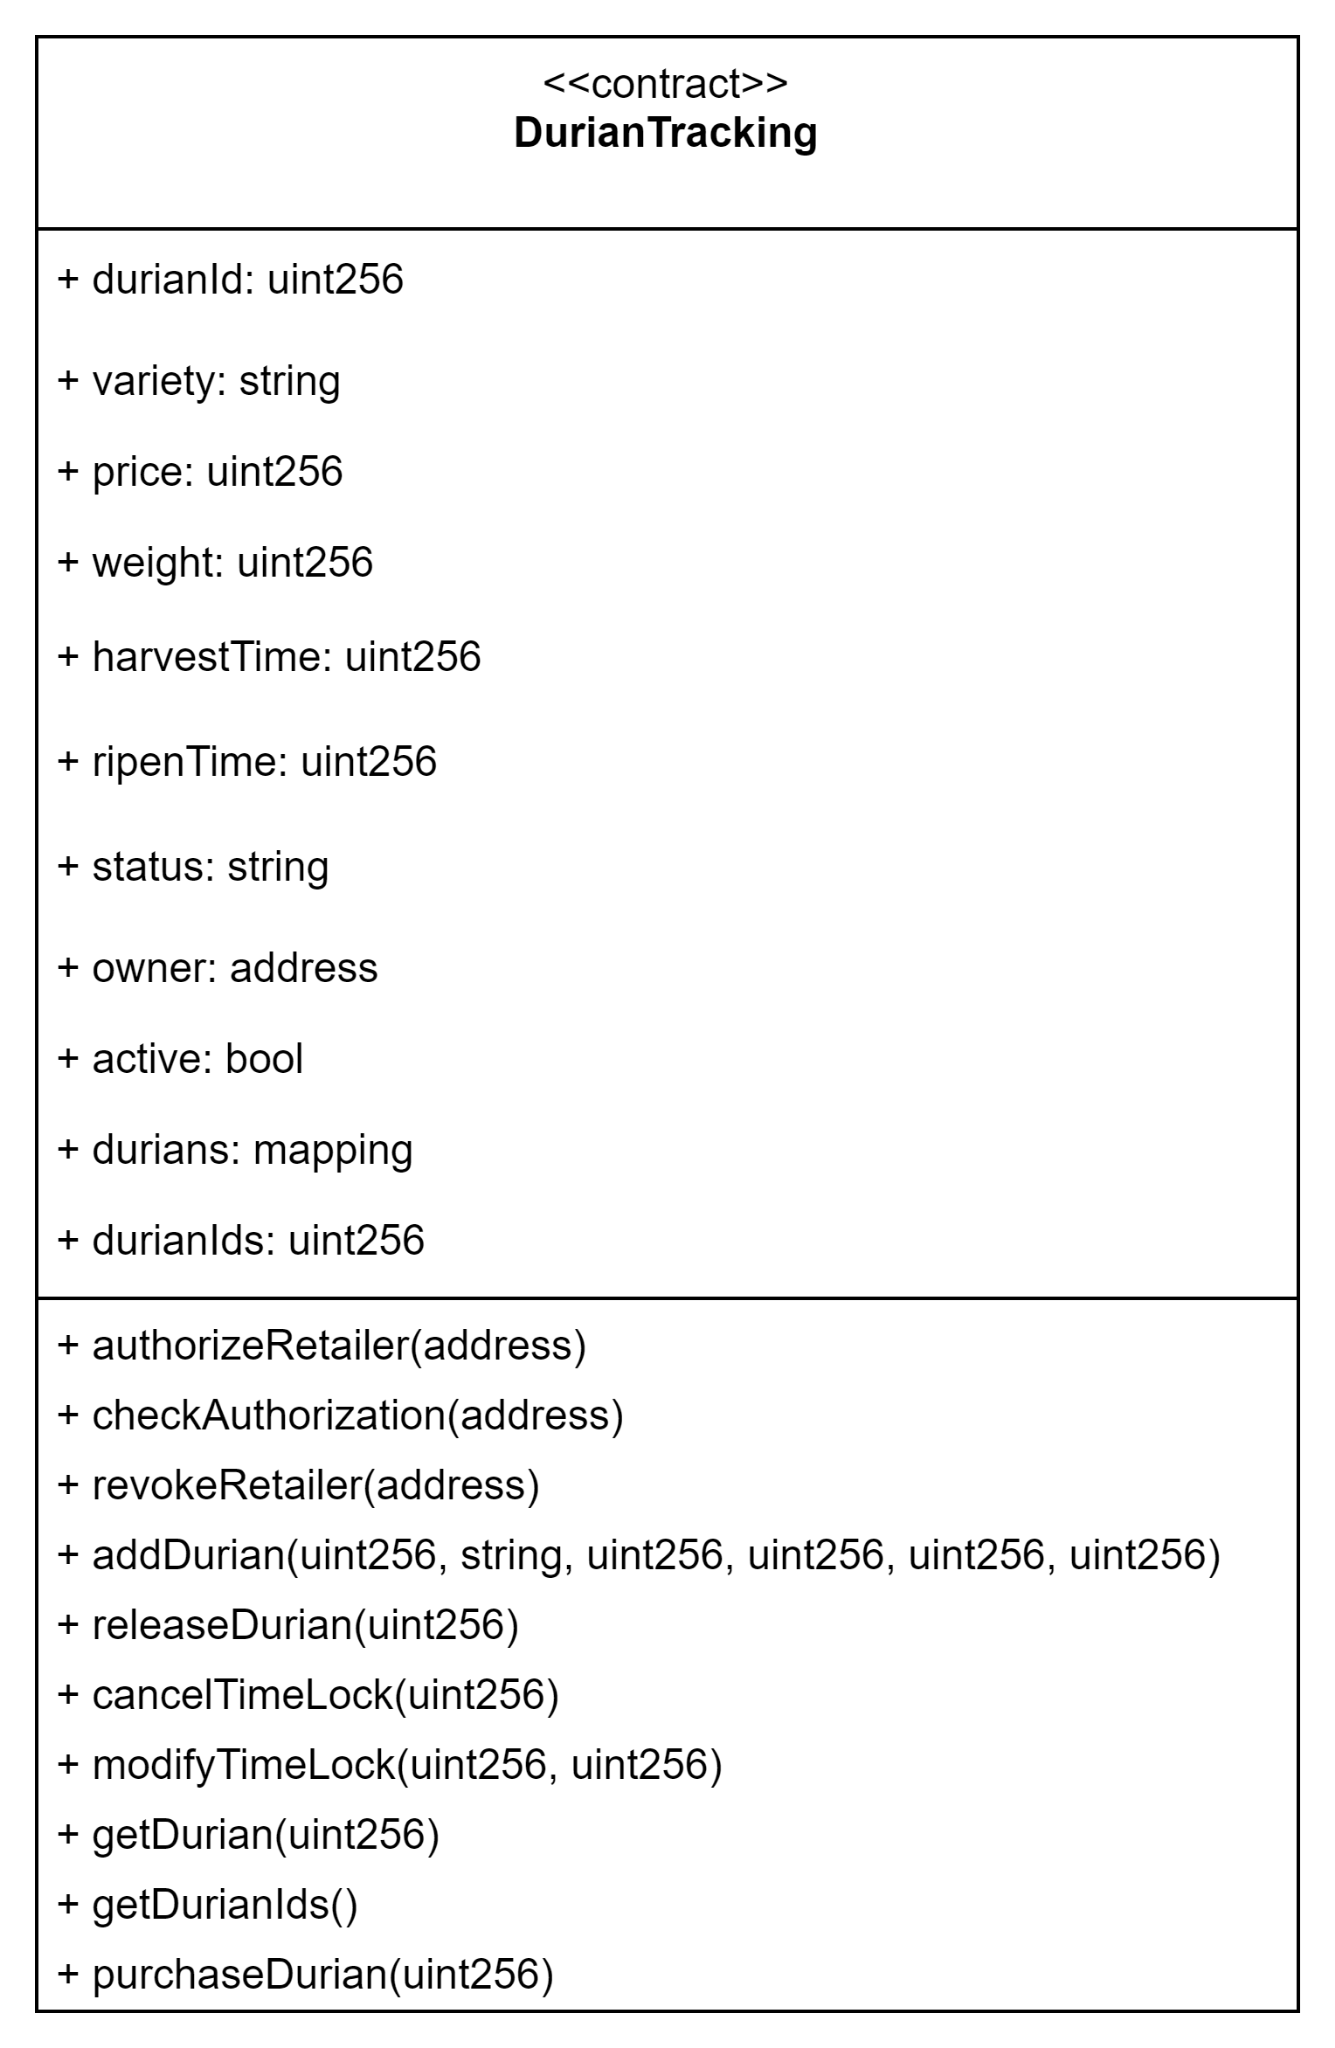 <<contract>>
DurianTracking
+ durianId: uint256
+ variety: string
+ price: uint256
+ weight: uint256
+ harvestTime: uint256
+ ripenTime: uint256
+ status: string
+ owner: address
+ active: bool
+ durians: mapping
+ durianIds: uint256
+ authorizeRetailer(address)
+ checkAuthorization(address)
+ revokeRetailer(address)
+ addDurian(uint256, string, uint256, uint256, uint256, uint256)
+ releaseDurian(uint256)
+ cancelTimeLock(uint256)
+ modifyTimeLock(uint256, uint256)
+ getDurian(uint256)
+ getDurianIds()
+ purchaseDurian(uint256)